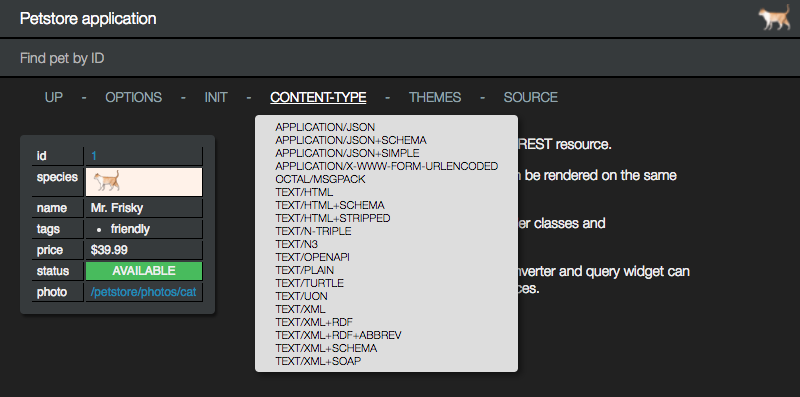 Petstore application
Find pet by ID
UP - OPTIONS - INIT - CONTENT-TYPE - THEMES - SOURCE
id 1
species
name Mr. Frisky
tags • friendly
price $39.99
status AVAILABLE
photo /petstore/photos/cat
APPLICATION/JSON
APPLICATION/JSON+SCHEMA
APPLICATION/JSON+SIMPLE
APPLICATION/X-WWW-FORM-URLENCODED
OCTAL/MSGPACK
TEXT/HTML
TEXT/HTML+SCHEMA
TEXT/HTML+STRIPPED
TEXT/N-TRIPLE
TEXT/N3
TEXT/OPENAPI
TEXT/PLAIN
TEXT/TURTLE
TEXT/UON
TEXT/XML
TEXT/XML+RDF
TEXT/XML+RDF+ABBREV
TEXT/XML+SCHEMA
TEXT/XML+SOAP
REST resource.
be rendered on the same
classes and
and query widget can